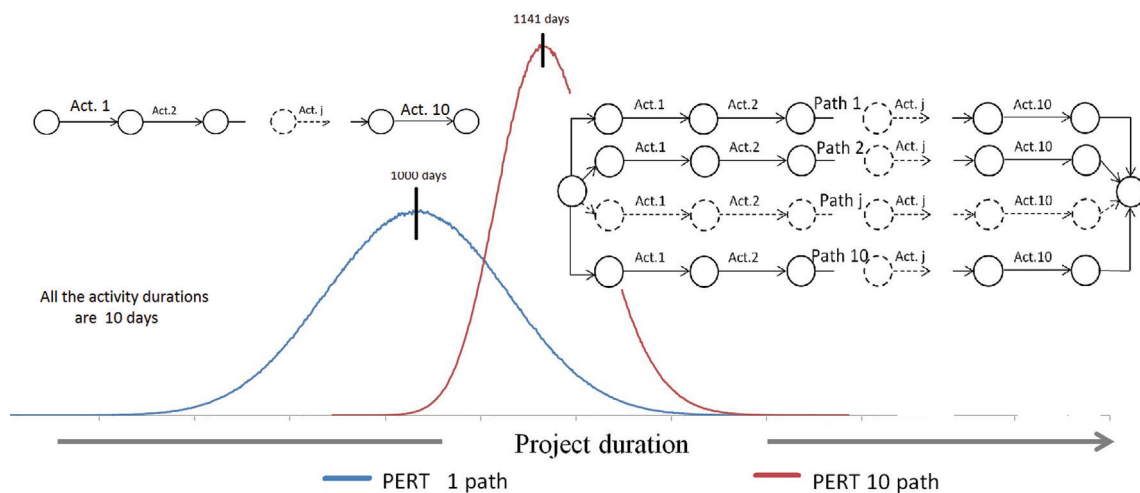 1141 days
Act. 1
Act.2
Act. j
Act. 10
Act.1
Act.2
Path 1
Act. j
Act.10
Act.1
Act.2
Path 2
Act. j
Act.10
Act.1
Act.2
Path j
Act. j
Act.10
Act.1
Act.2
Path 10
Act. j
Act.10
1000 days
All the activity durations
are 10 days
Project duration
PERT 1 path
PERT 10 path